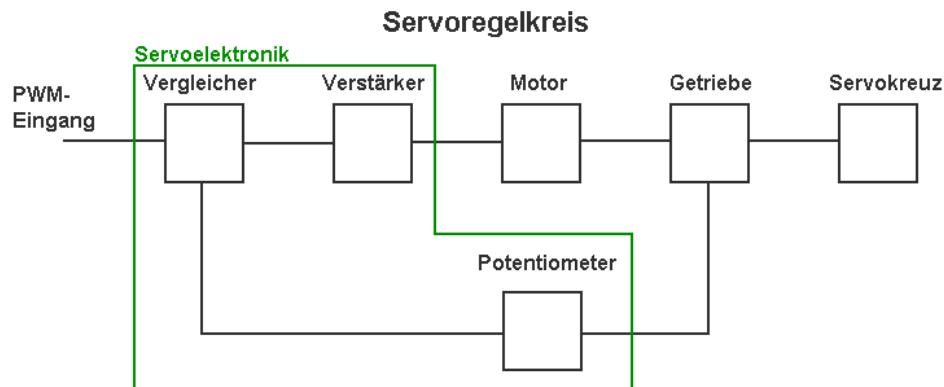 Servoregelkreis
Servoelektronik
PWM-
Eingang
Vergleicher
Verstärker
Motor
Getriebe
Servokreuz
Potentiometer